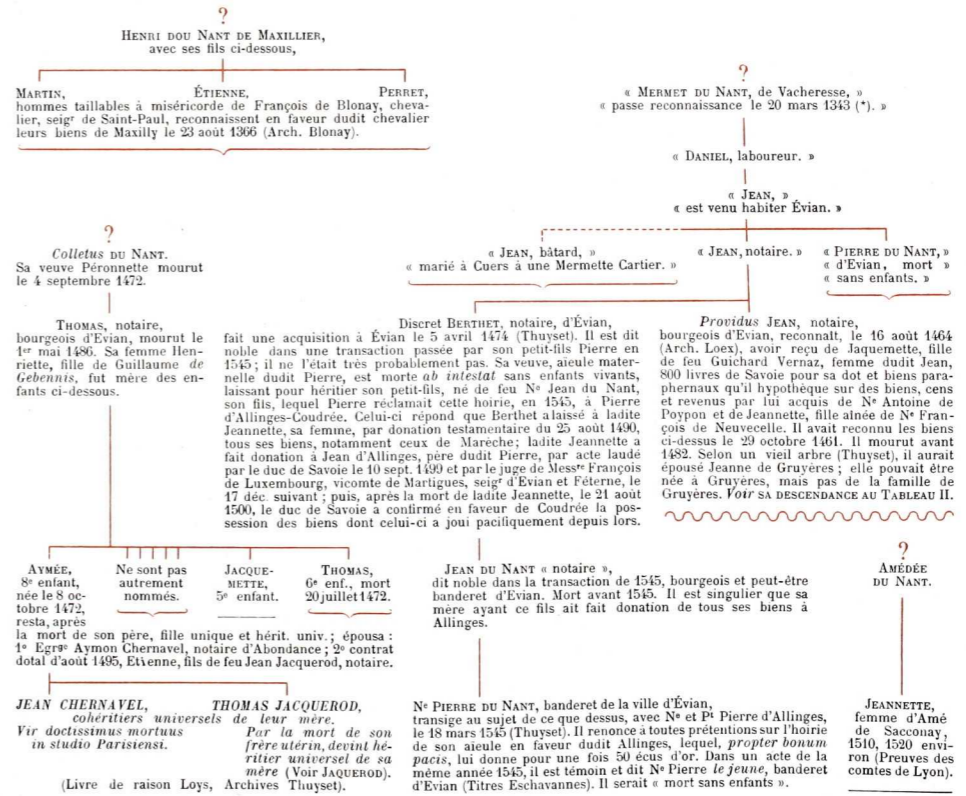 ?
HENRI DOU NANT DE MAXILLIER,
avec ses fils ci-dessous,
MARTIN, ÉTIENNE, PERRET,
hommes taillables à miséricorde de François de Blonay, cheva-
lier, seigr de Saint-Paul, reconnaissent en faveur dudit chevalier
leurs biens de Maxilly le 23 août 1366 (Arch. Blonay).
?
« MERMET DU NANT, de Vacheresse, »
« passe reconnaissance le 20 mars 1343 (*). »
« DANIEL, laboureur. »
« JEAN, »
« est venu habiter Évian. »
« JEAN, bâtard, »
« marié à Cuers à une Mermette Cartier. »
« JEAN, notaire. »
« PIERRE DU NANT, »
« d'Evian, mort »
« sans enfants. »
?
Colletus DU NANT.
Sa veuve Péronnette mourut
le 4 septembre 1472.
THOMAS, notaire,
bourgeois d'Evian, mourut le
1er mai 1486. Sa femme Hen-
riette, fille de Guillaume de
Gebennis, fut mère des en-
fants ci-dessous.
Discret BERTHET, notaire, d'Évian,
fait une acquisition à Évian le 5 avril 1474 (Thuyset). Il est dit
noble dans une transaction passée par son petit-fils Pierre en
1545 ; il ne l'était très probablement pas. Sa veuve, aïeule mater-
nelle dudit Pierre, est morte ab intestat sans enfants vivants,
laissant pour héritier son petit-fils, né de feu Ne Jean du Nant,
son fils, lequel Pierre réclamait cette hoirie, en 1545, à Pierre
d'Allinges-Coudrée. Celui-ci répond que Berthet a laissé à ladite
Jeannette, sa femme, par donation testamentaire du 25 août 1490,
tous ses biens, notamment ceux de Marèche ; ladite Jeannette a
fait donation à Jean d'Allinges, père dudit Pierre, par acte laudé
par le duc de Savoie le 10 sept. 1499 et par le juge de Messre François
de Luxembourg, vicomte de Martigues, seigr d'Evian et Féterne, le
17 déc. suivant ; puis, après la mort de ladite Jeannette, le 21 août
1500, le duc de Savoie a confirmé en faveur de Coudrée la pos-
session des biens dont celui-ci a joui pacifiquement depuis lors.
Providus JEAN, notaire,
bourgeois d'Evian, reconnaît, le 16 août 1464
(Arch. Loex), avoir reçu de Jaquemette, fille
de feu Guichard Vernaz, femme dudit Jean,
800 livres de Savoie pour sa dot et biens para-
phernaux qu'il hypothèque sur des biens, cens
et revenus par lui acquis de Ne Antoine de
Poypon et de Jeannette, fille aînée de Ne Fran-
çois de Neuvecelle. Il avait reconnu les biens
ci-dessus le 29 octobre 1461. Il mourut avant
1482. Selon un vieil arbre (Thuyset), il aurait
épousé Jeanne de Gruyères ; elle pouvait être
née à Gruyères, mais pas de la famille de
Gruyères. Voir SA DESCENDANCE AU TABLEAU II.
AYMÉE,
8e enfant,
née le 8 oc-
tobre 1472,
resta, après
la mort de son père, fille unique et hérit. univ. ; épousa :
1o Egrge Aymon Chernavel, notaire d'Abondance ; 2o contrat
dotal d'août 1495, Etienne, fils de feu Jean Jacquerod, notaire.
Ne sont pas
autrement
nommés.
JACQUE-
METTE,
5e enfant.
THOMAS,
6e enf., mort
20 juillet 1472.
JEAN DU NANT « notaire »,
dit noble dans la transaction de 1545, bourgeois et peut-être
banderet d'Evian. Mort avant 1545. Il est singulier que sa
mère ayant ce fils ait fait donation de tous ses biens à
Allinges.
?
AMÉDÉE
DU NANT.
JEAN CHERNAVEL, THOMAS JACQUEROD,
cohéritiers universels de leur mère.
Vir doctissimus mortuus
in studio Parisiensi.
Par la mort de son
frère utérin, devint hé-
ritier universel de sa
mère (Voir JAQUEROD).
(Livre de raison Loys, Archives Thuyset).
Ne PIERRE DU NANT, banderet de la ville d'Évian,
transige au sujet de ce que dessus, avec Ne et Pt Pierre d'Allinges,
le 18 mars 1545 (Thuyset). Il renonce à toutes prétentions sur l'hoirie
de son aïeule en faveur dudit Allinges, lequel, propter bonum
pacis, lui donne pour une fois 50 écus d'or. Dans un acte de la
même année 1545, il est témoin et dit Ne Pierre le jeune, banderet
d'Evian (Titres Eschavannes). Il serait « mort sans enfants ».
JEANNETTE,
femme d'Amé
de Sacconay,
1510, 1520 envi-
ron (Preuves des
comtes de Lyon).